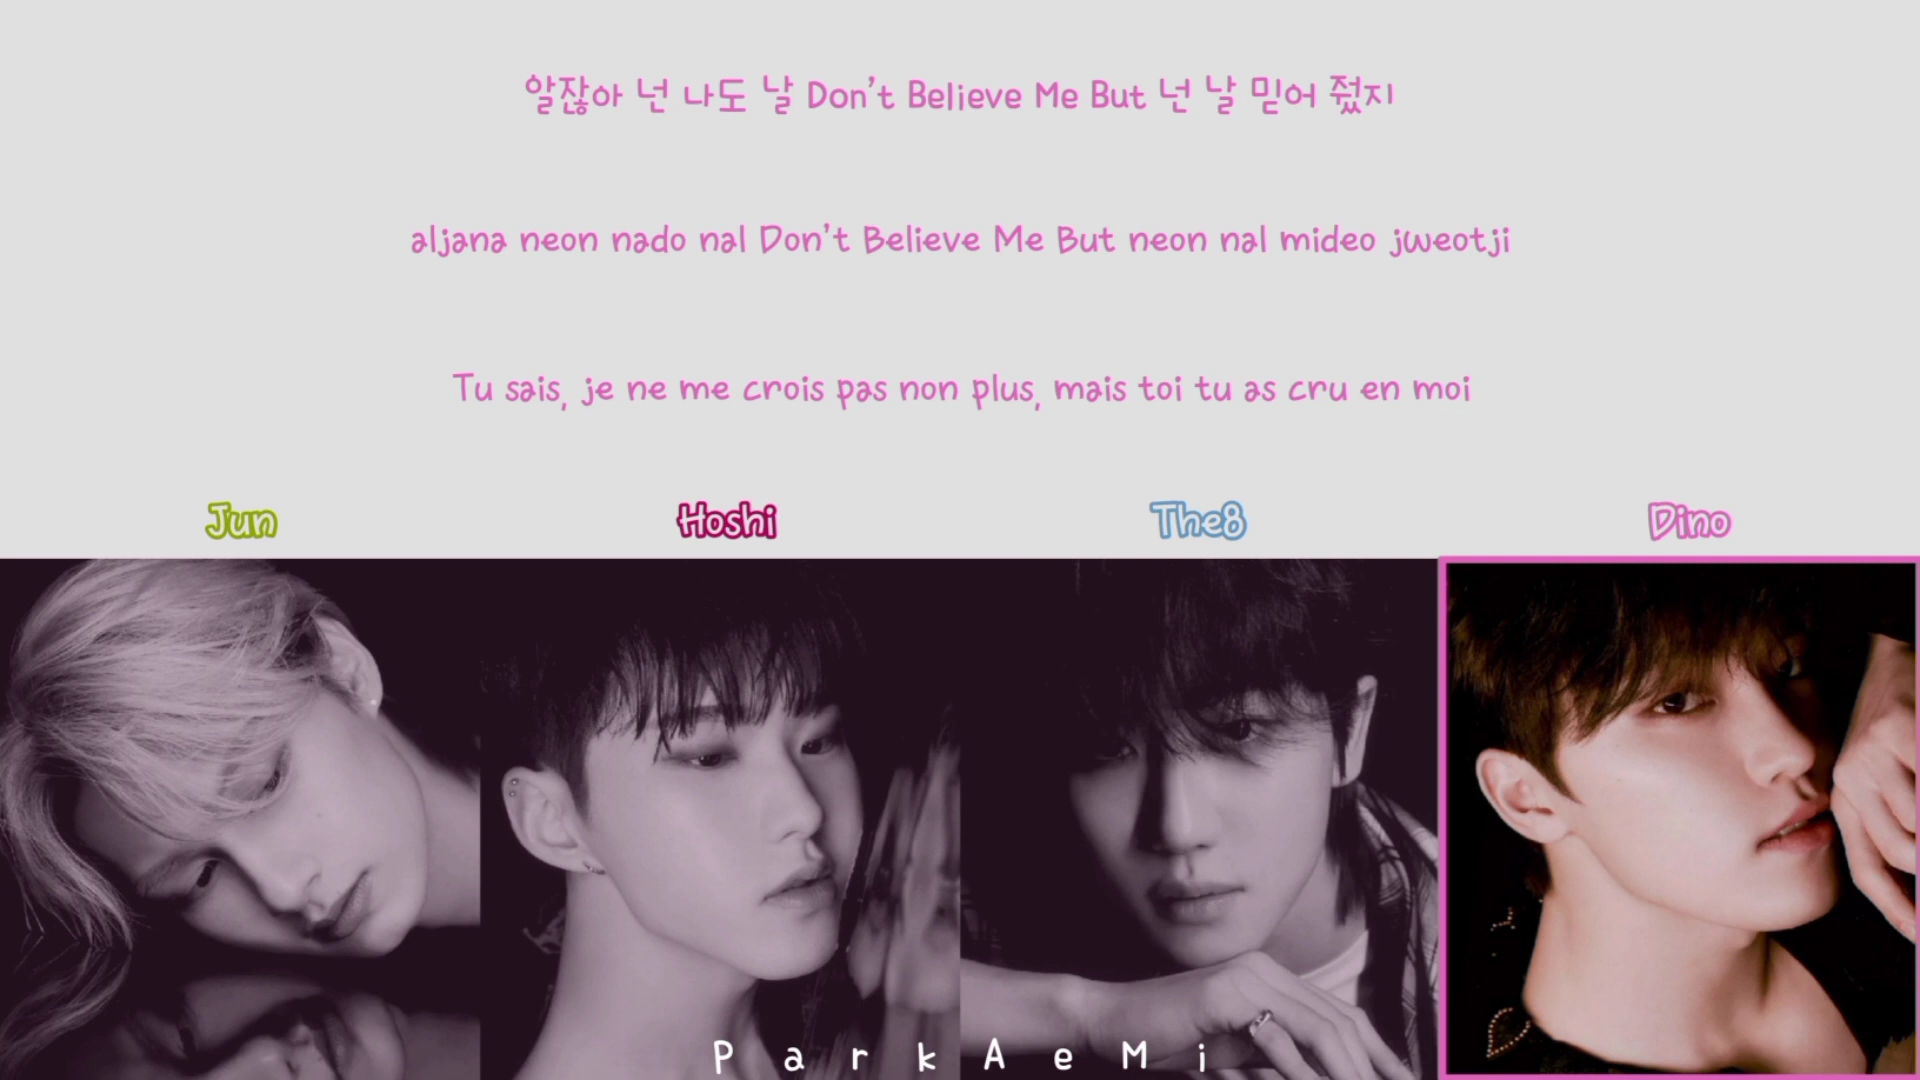 알잖아 넌 나도 날 Don't Believe Me But 넌 날 믿어 줬지
aljana neon nado nal Don't Believe Me But neon nal mideo jweotji
Tu sais, je ne me crois pas non plus, mais toi tu as cru en moi
Jun Hoshi The8 Dino
ParkAeMi